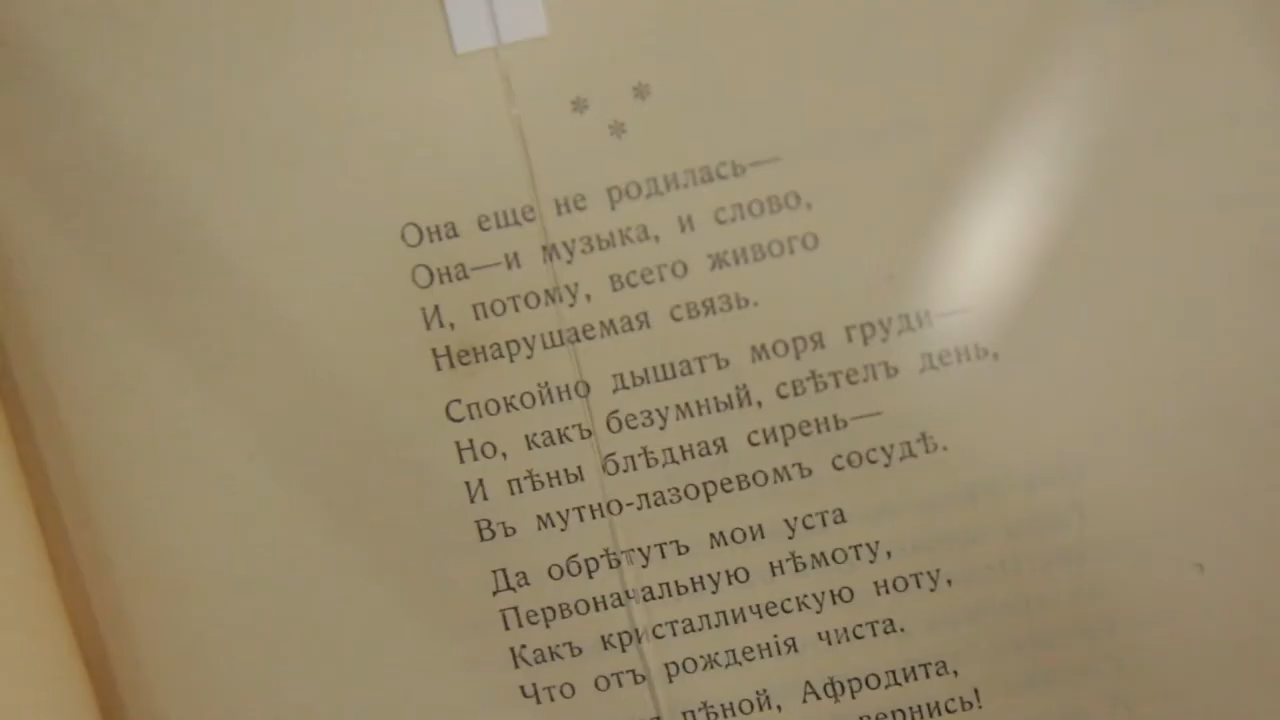 * *
*
Она еще не родилась—
Она—и музыка, и слово,
И, потому, всего живого
Ненарушаемая связь.
Спокойно дышатъ моря груди—
Но, какъ безумный, свѣтелъ день,
И пѣны блѣдная сирень—
Въ мутно-лазоревомъ сосудѣ.
Да обрѣтутъ мои уста
Первоначальную нѣмоту,
Какъ кристаллическую ноту,
Что отъ рожденія чиста.
пѣной, Афродита,
вернись!